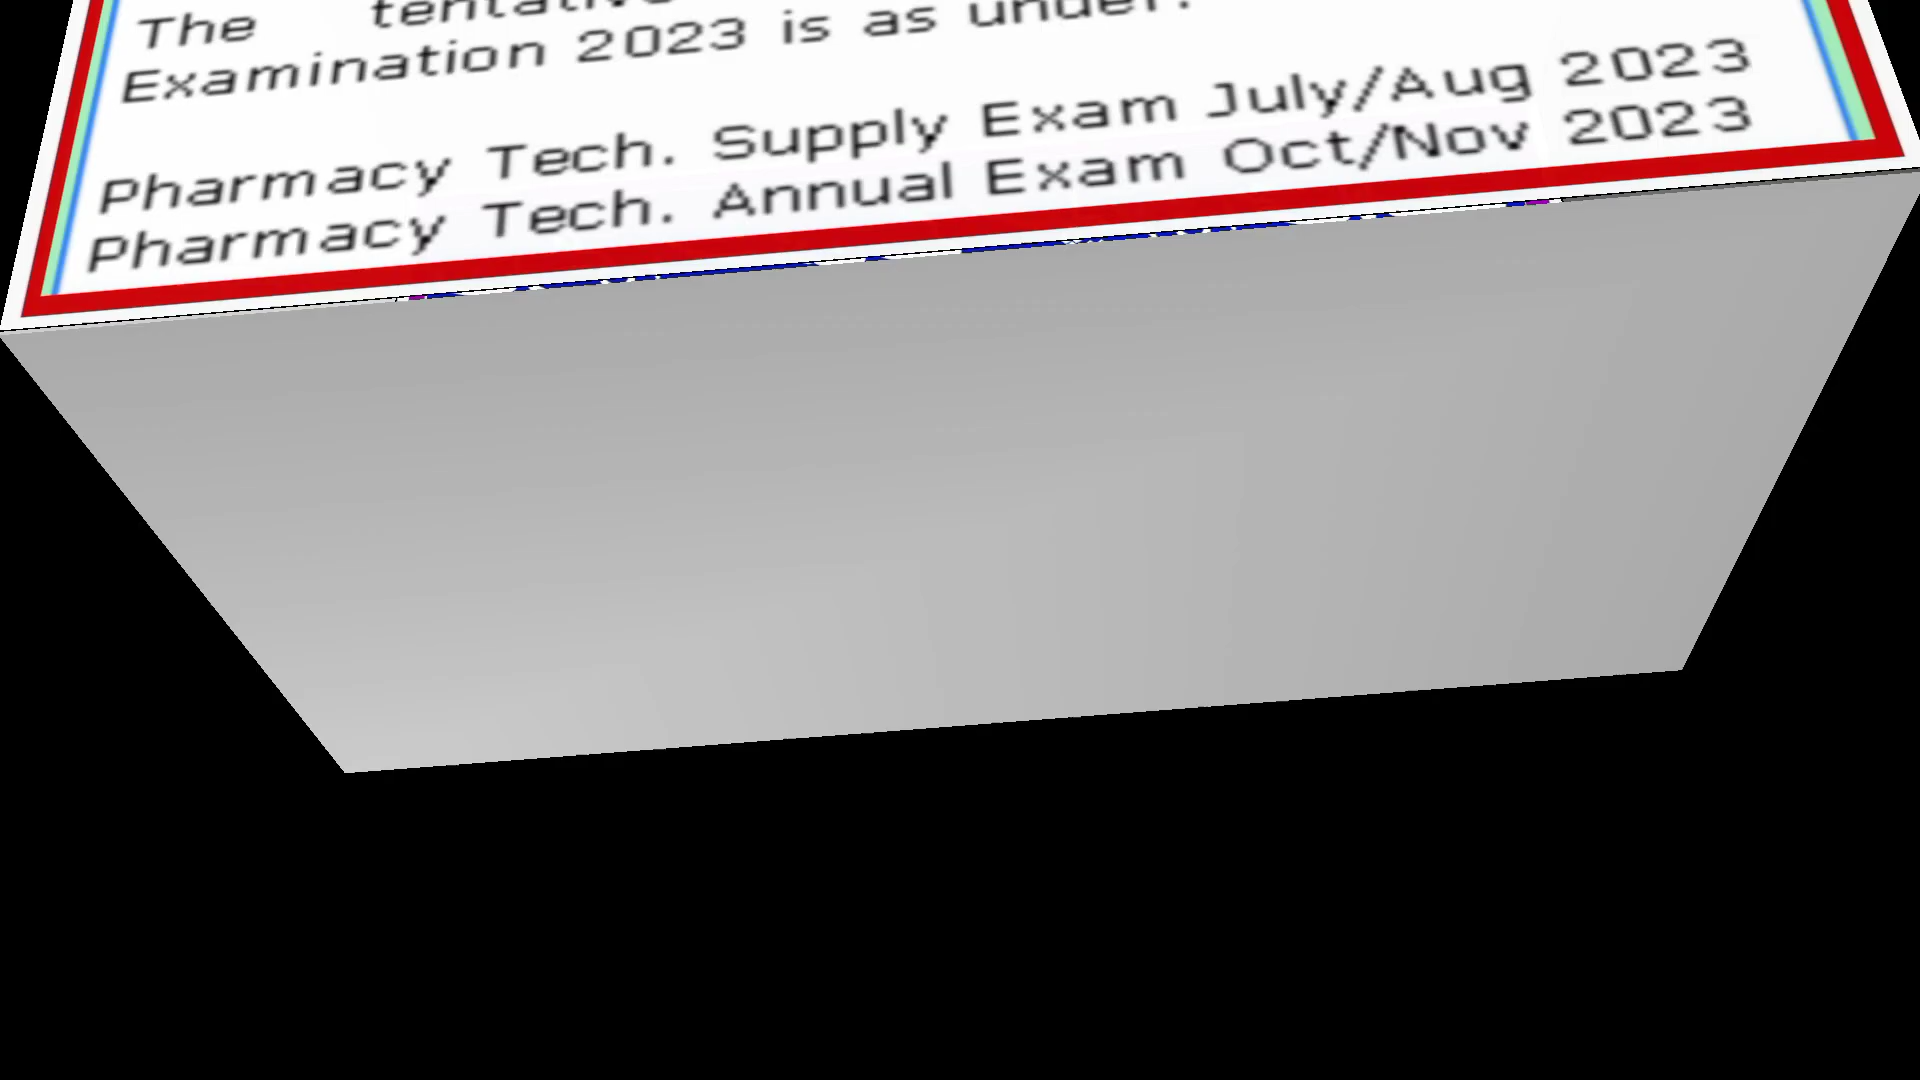 The tentative
Examination 2023 is as under.
Pharmacy Tech. Supply Exam July/Aug 2023
Pharmacy Tech. Annual Exam Oct/Nov 2023